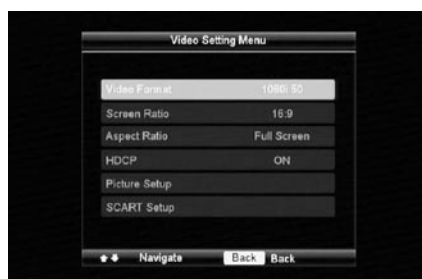 Video Setting Menu
Video Format 1080i 50
Screen Ratio 16:9
Aspect Ratio Full Screen
HDCP ON
Picture Setup
SCART Setup
Navigate Back Back